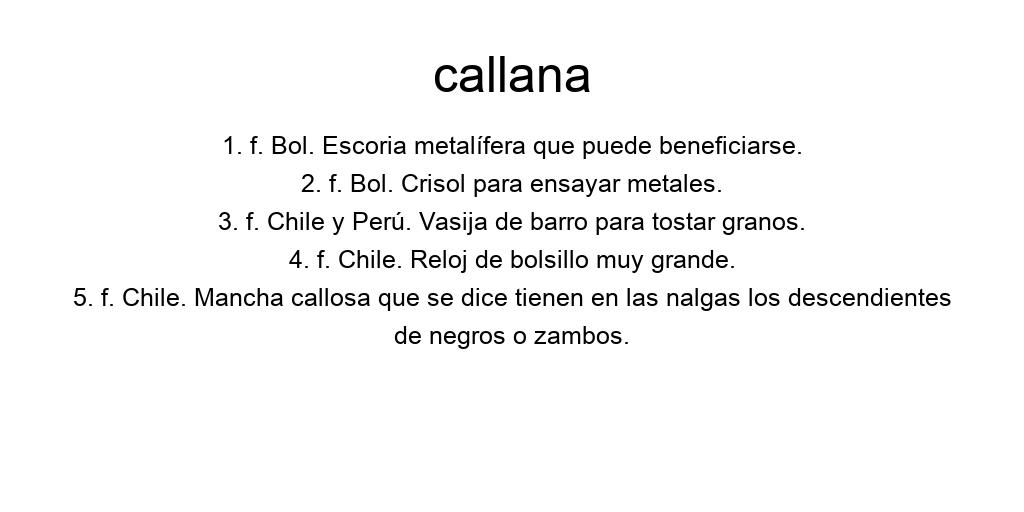 callana
1. f. Bol. Escoria metalífera que puede beneficiarse.
2. f. Bol. Crisol para ensayar metales.
3. f. Chile y Perú. Vasija de barro para tostar granos.
4. f. Chile. Reloj de bolsillo muy grande.
5. f. Chile. Mancha callosa que se dice tienen en las nalgas los descendientes
de negros o zambos.